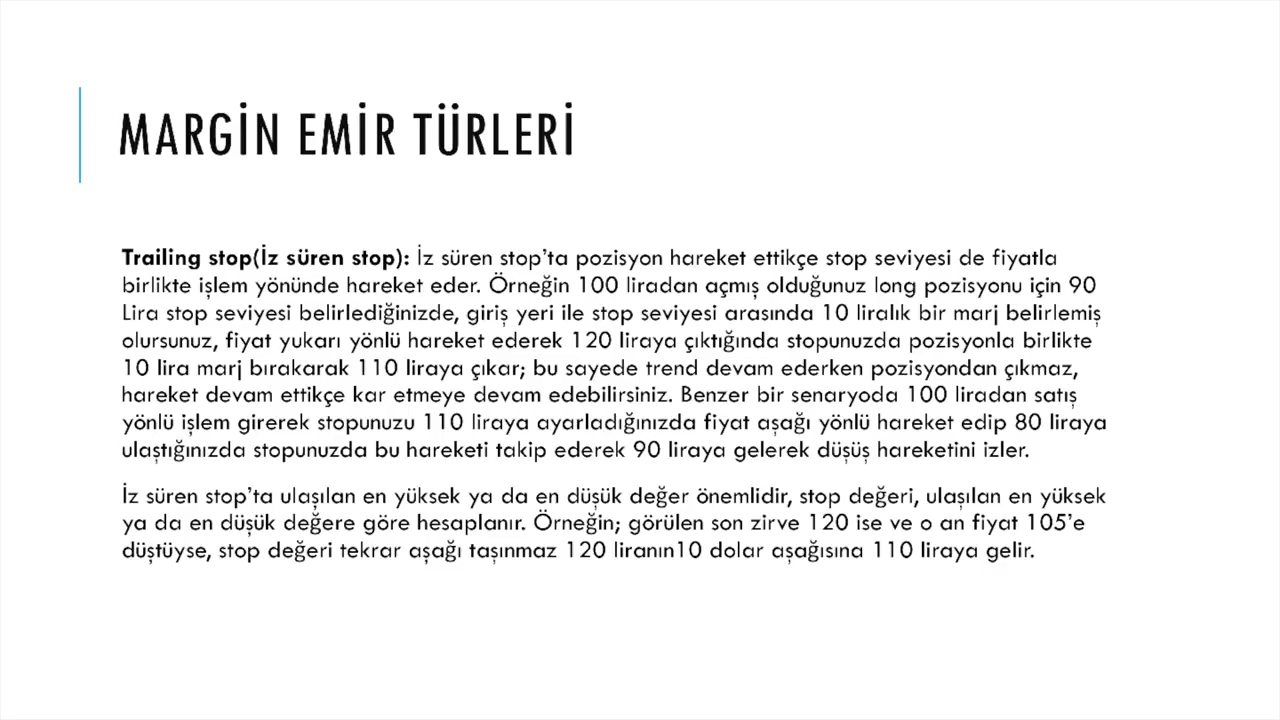 MARGİN EMİR TÜRLERİ
Trailing stop(İz süren stop): İz süren stop’ta pozisyon hareket ettikçe stop seviyesi de fiyatla
birlikte işlem yönünde hareket eder. Örneğin 100 liradan açmış olduğunuz long pozisyonu için 90
Lira stop seviyesi belirlediğinizde, giriş yeri ile stop seviyesi arasında 10 liralık bir marj belirlemiş
olursunuz, fiyat yukarı yönlü hareket ederek 120 liraya çıktığında stopunuzda pozisyonla birlikte
10 lira marj bırakarak 110 liraya çıkar; bu sayede trend devam ederken pozisyondan çıkmaz,
hareket devam ettikçe kar etmeye devam edebilirsiniz. Benzer bir senaryoda 100 liradan satış
yönlü işlem girerek stopunuzu 110 liraya ayarladığınızda fiyat aşağı yönlü hareket edip 80 liraya
ulaştığınızda stopunuzda bu hareketi takip ederek 90 liraya gelerek düşüş hareketini izler.
İz süren stop’ta ulaşılan en yüksek ya da en düşük değer önemlidir, stop değeri, ulaşılan en yüksek
ya da en düşük değere göre hesaplanır. Örneğin; görülen son zirve 120 ise ve o an fiyat 105’e
düştüyse, stop değeri tekrar aşağı taşınmaz 120 liranın10 dolar aşağısına 110 liraya gelir.